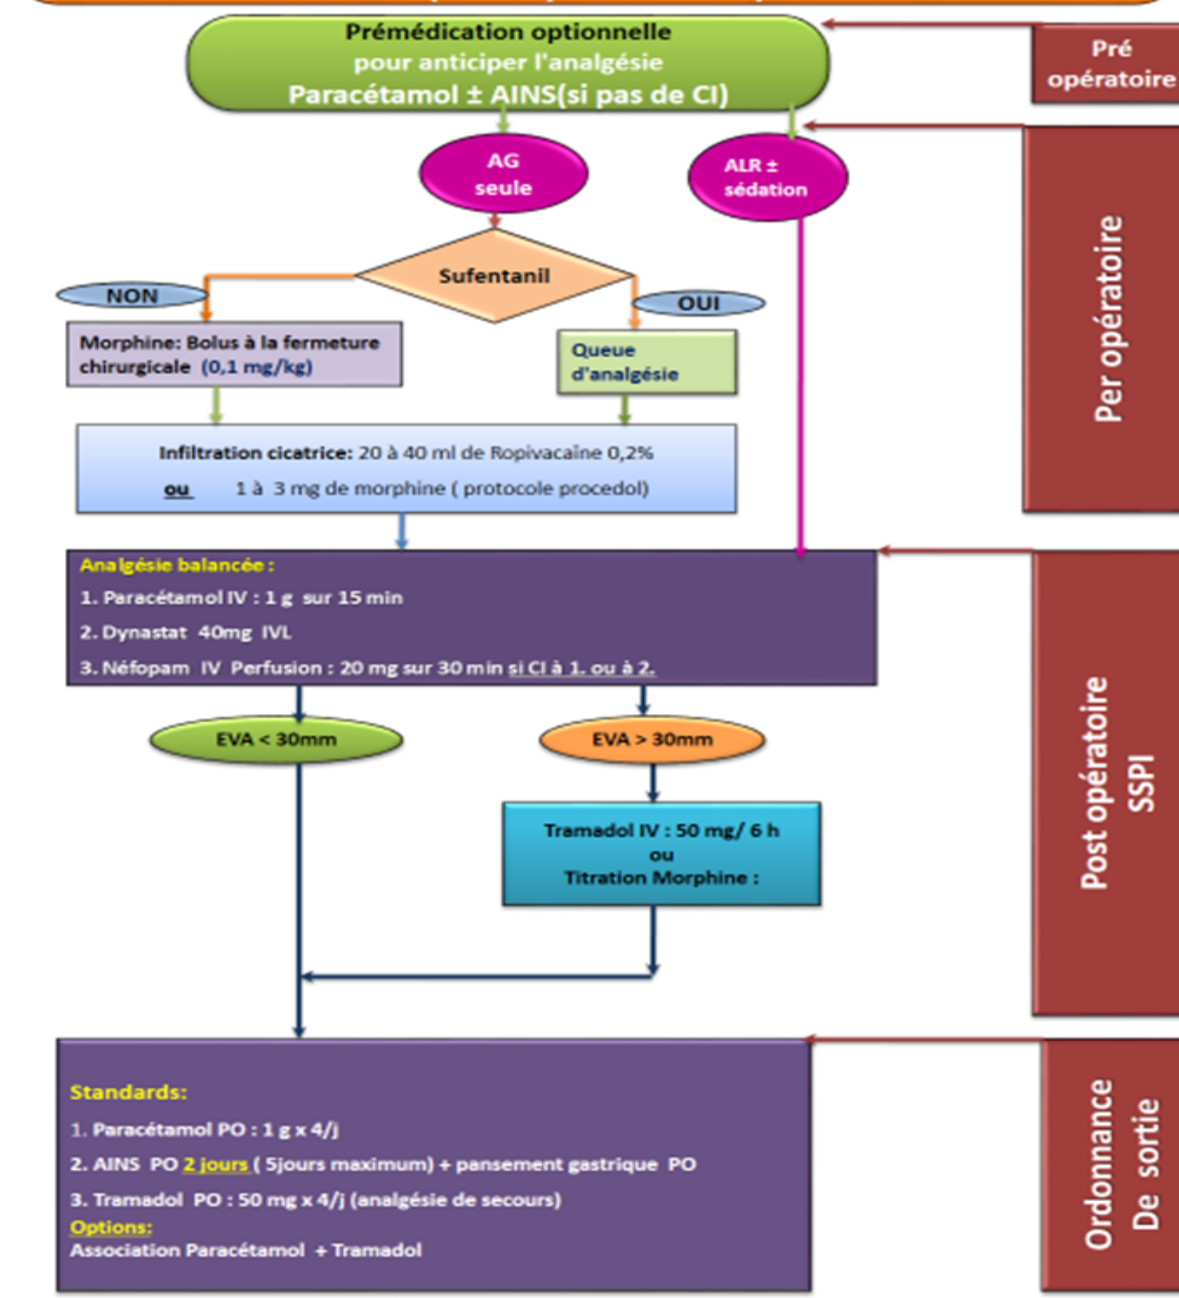 Prémédication optionnelle
pour anticiper l'analgésie
Paracétamol ± AINS(si pas de CI)
Pré
opératoire
AG
seule
ALR ±
sédation
Per opératoire
Sufentanil
NON
OUI
Morphine: Bolus à la fermeture
chirurgicale (0,1 mg/kg)
Queue
d'analgésie
Infiltration cicatrice: 20 à 40 ml de Ropivacaïne 0,2%
ou 1 à 3 mg de morphine ( protocole procedol)
Analgésie balancée :
1. Paracétamol IV : 1 g sur 15 min
2. Dynastat 40mg IVL
3. Néfopam IV Perfusion : 20 mg sur 30 min si CI à 1. ou à 2.
Post opératoire
SSPI
EVA < 30mm
EVA > 30mm
Tramadol IV : 50 mg/ 6 h
ou
Titration Morphine :
Standards:
1. Paracétamol PO : 1 g x 4/j
2. AINS PO 2 jours ( 5jours maximum) + pansement gastrique PO
3. Tramadol PO : 50 mg x 4/j (analgésie de secours)
Options:
Association Paracétamol + Tramadol
Ordonnance
De sortie